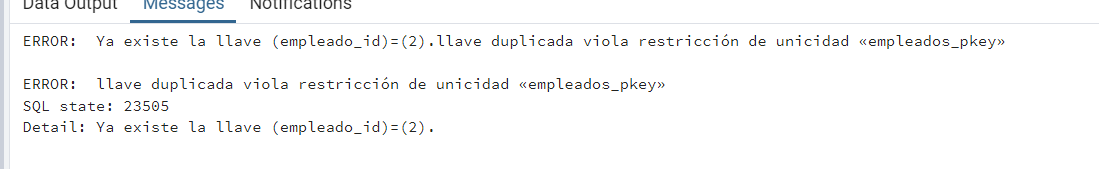 Data Output Messages Notifications
ERROR:  Ya existe la llave (empleado_id)=(2).llave duplicada viola restricción de unicidad «empleados_pkey»
ERROR:  llave duplicada viola restricción de unicidad «empleados_pkey»
SQL state: 23505
Detail: Ya existe la llave (empleado_id)=(2).